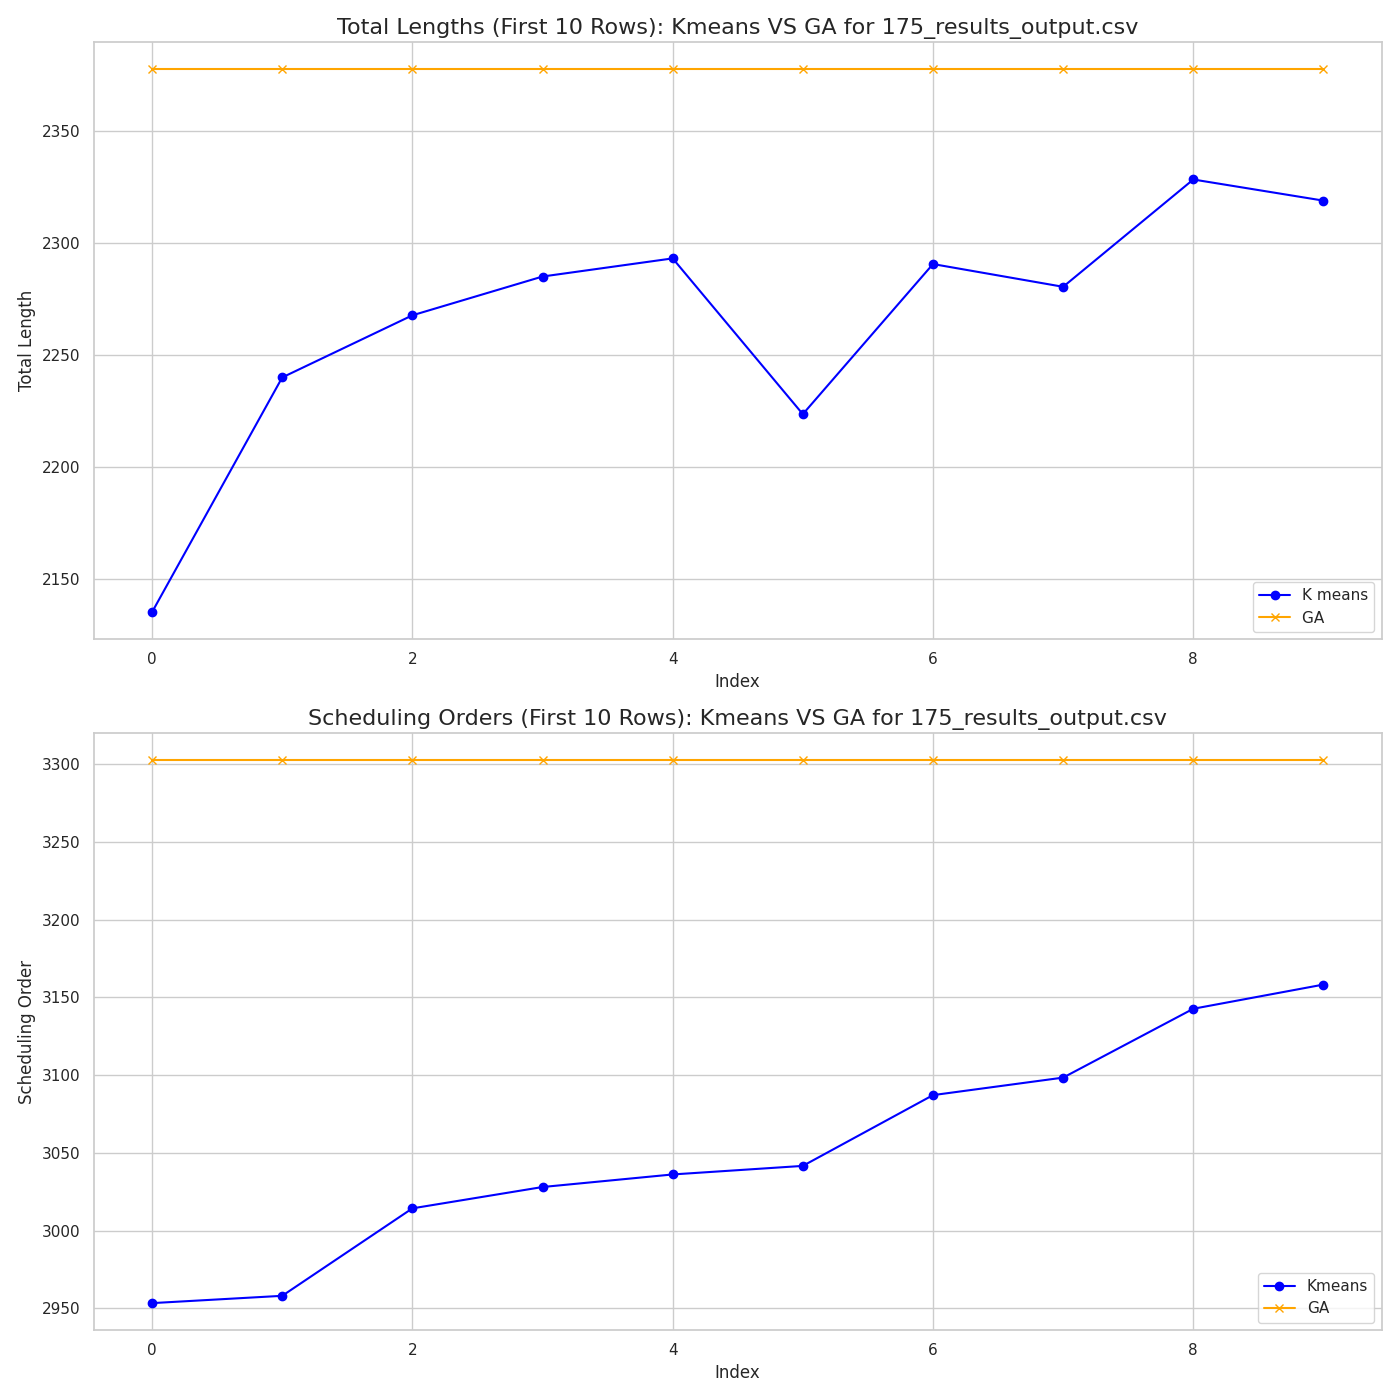 Total Lengths (First 10 Rows): Kmeans VS GA for 175_results_output.csv
2350
2300
2250
2200
2150
Total Length
K means
GA
0 2 4 6 8
Index
Scheduling Orders (First 10 Rows): Kmeans VS GA for 175_results_output.csv
3300
3250
3200
3150
3100
3050
3000
2950
Scheduling Order
Kmeans
GA
0 2 4 6 8
Index